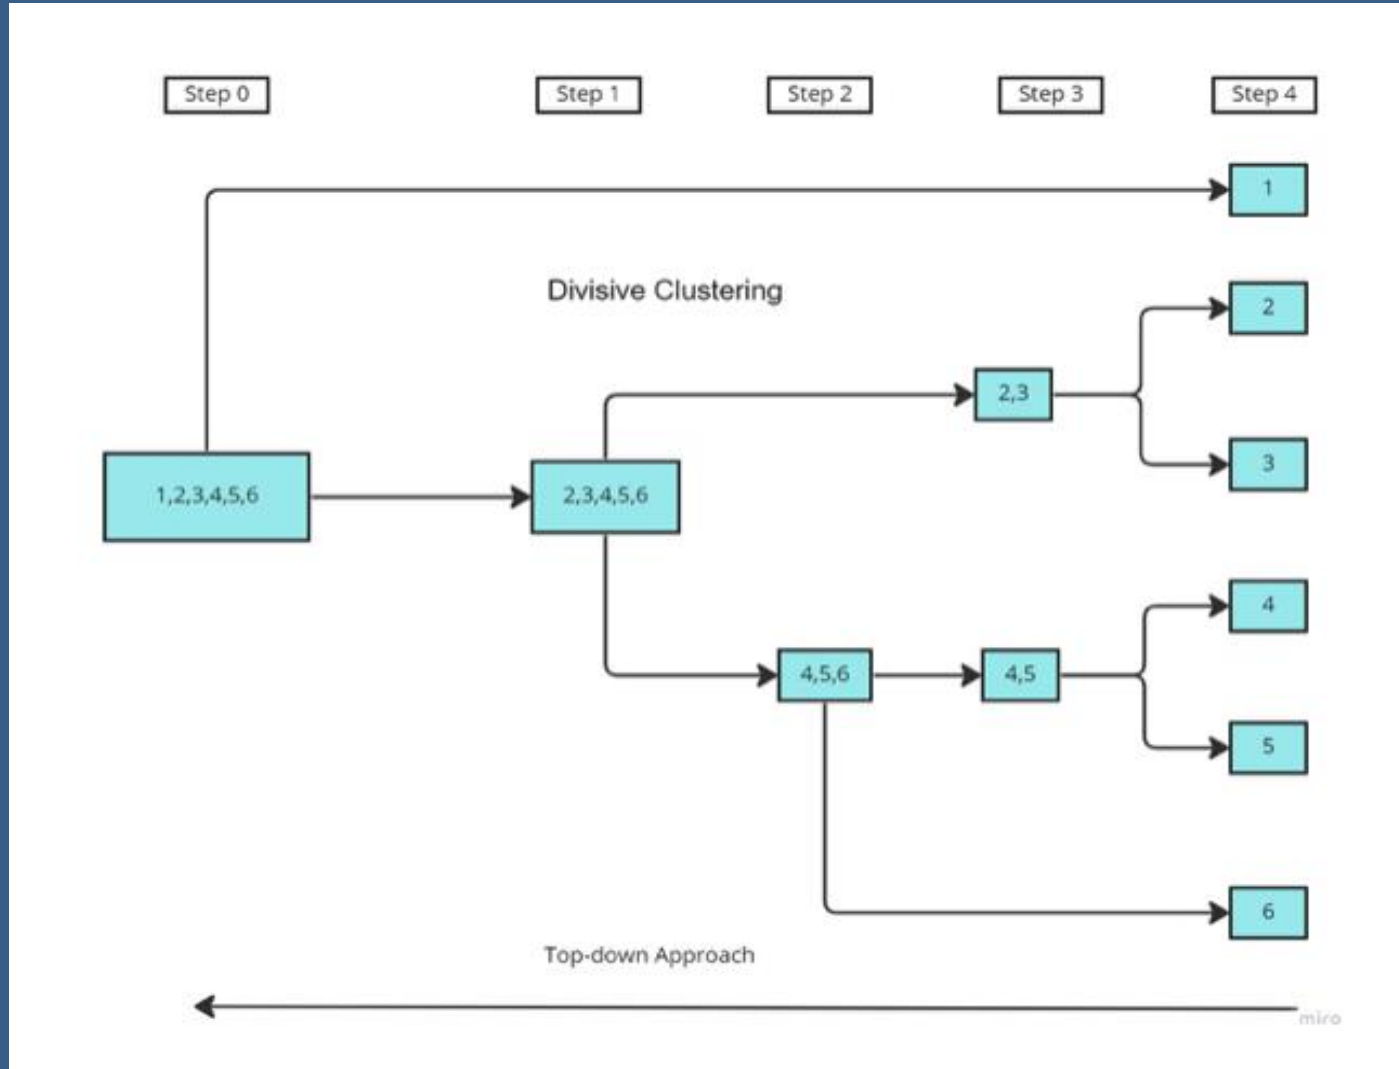 Step 0
Step 1
Step 2
Step 3
Step 4
1
Divisive Clustering
2
2,3
3
1,2,3,4,5,6
2,3,4,5,6
4
4,5,6
4,5
5
6
Top-down Approach
miro